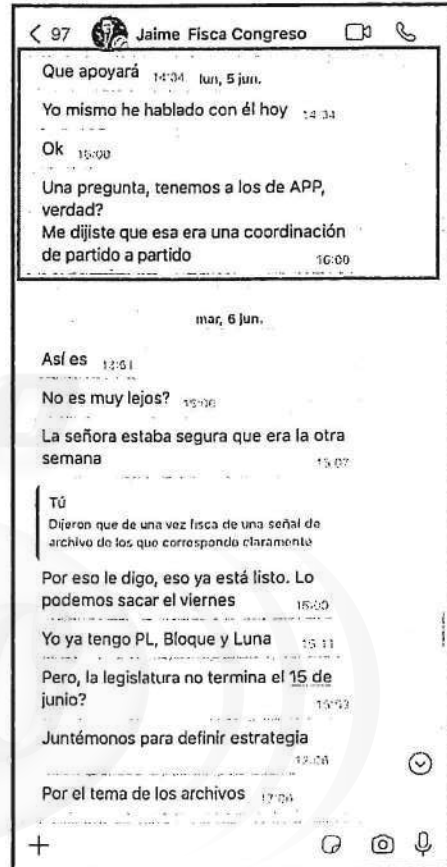 97 Jaime Fisca Congreso
Que apoyará 14:34 lun, 5 jun.
Yo mismo he hablado con él hoy 14:34
Ok 16:00
Una pregunta, tenemos a los de APP,
verdad?
Me dijiste que esa era una coordinación
de partido a partido 16:00
mar, 6 jun.
Así es
No es muy lejos?
La señora estaba segura que era la otra
semana 15:07
Tú
Dijeron que de una vez fisca de una señal de
archivo de los que corresponde claramente
Por eso le digo, eso ya está listo. Lo
podemos sacar el viernes
Yo ya tengo PL, Bloque y Luna 15:11
Pero, la legislatura no termina el 15 de
junio?
Juntémonos para definir estrategia
Por el tema de los archivos